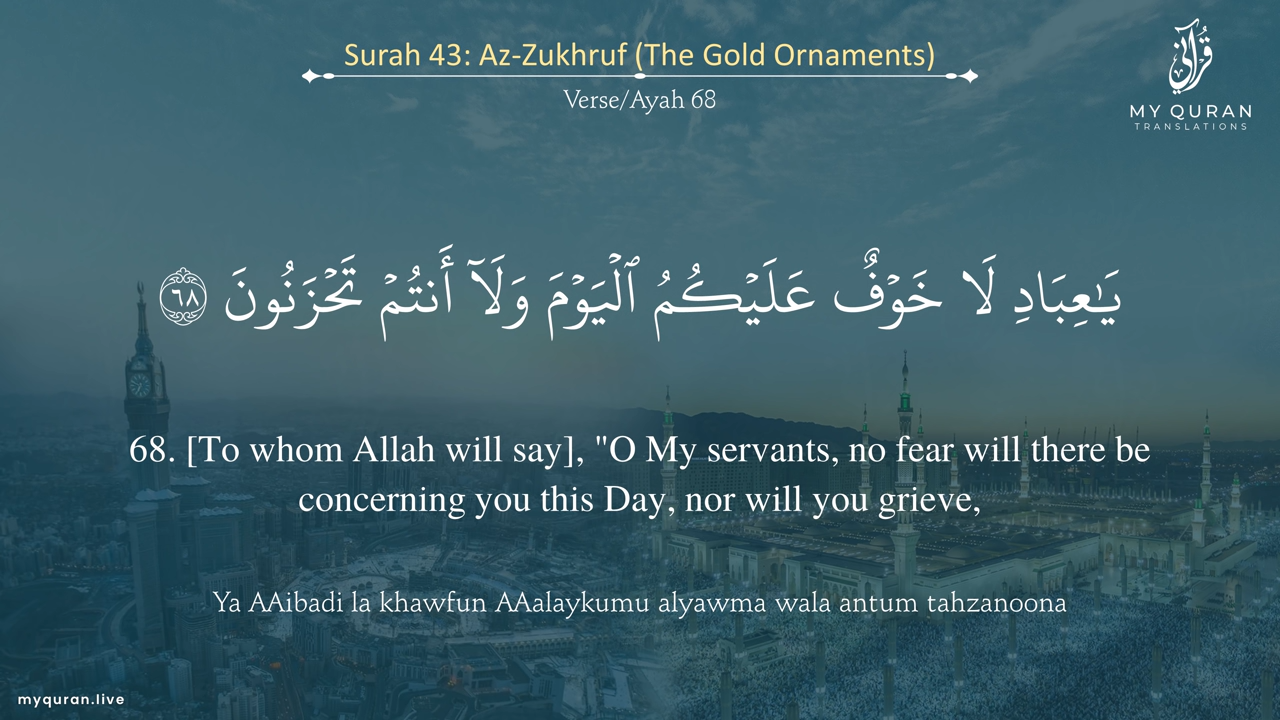 Surah 43: Az-Zukhruf (The Gold Ornaments)
Verse/Ayah 68
قرآني
MY QURAN
TRANSLATIONS
يَـٰعِبَادِ لَا خَوْفٌ عَلَيْكُمُ ٱلْيَوْمَ وَلَآ أَنتُمْ تَحْزَنُونَ ٦٨
68. [To whom Allah will say], "O My servants, no fear will there be
concerning you this Day, nor will you grieve,
Ya AAibadi la khawfun AAalaykumu alyawma wala antum tahzanoona
myquran.live